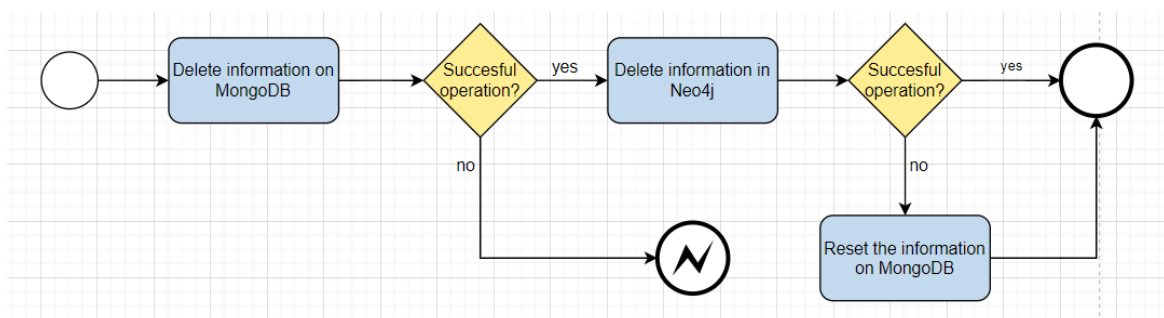 Delete information on
MongoDB
Succesful
operation?
yes
Delete information in
Neo4j
Succesful
operation?
yes
no
no
Reset the information
on MongoDB